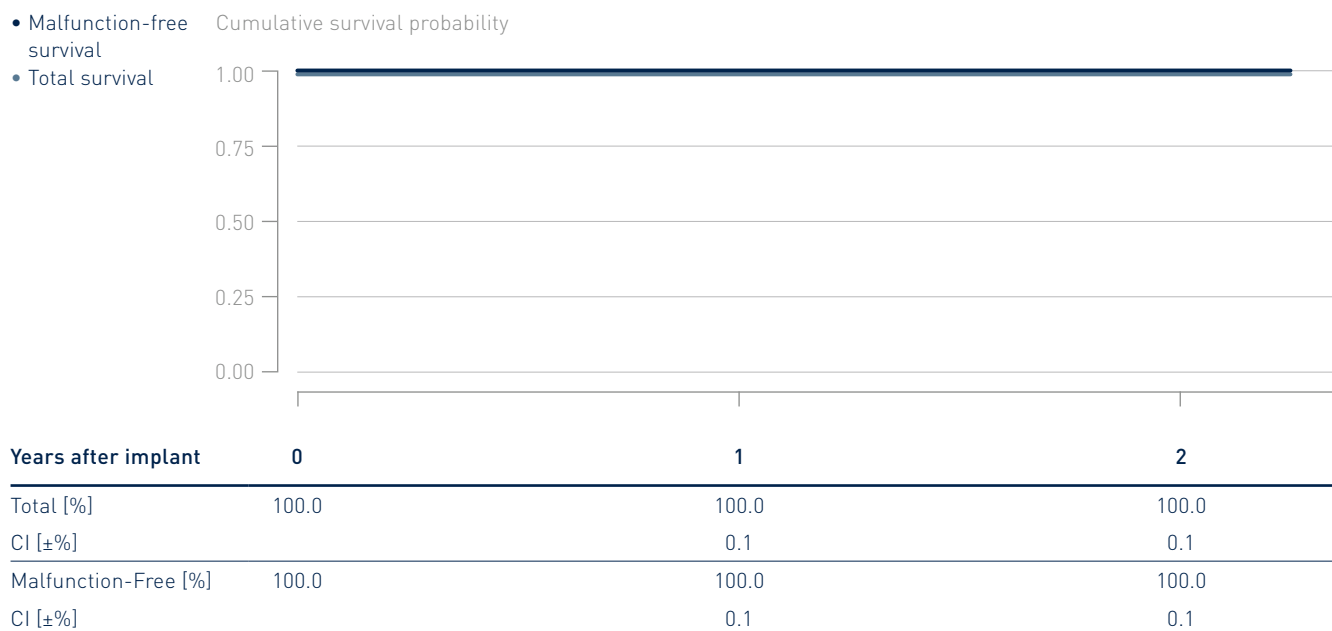 • Malfunction-free survival
• Total survival
Cumulative survival probability
1.00
0.75
0.50
0.25
0.00
Years after implant 0 1 2
Total [%] 100.0 100.0 100.0
CI [±%] 0.1 0.1
Malfunction-Free [%] 100.0 100.0 100.0
CI [±%] 0.1 0.1